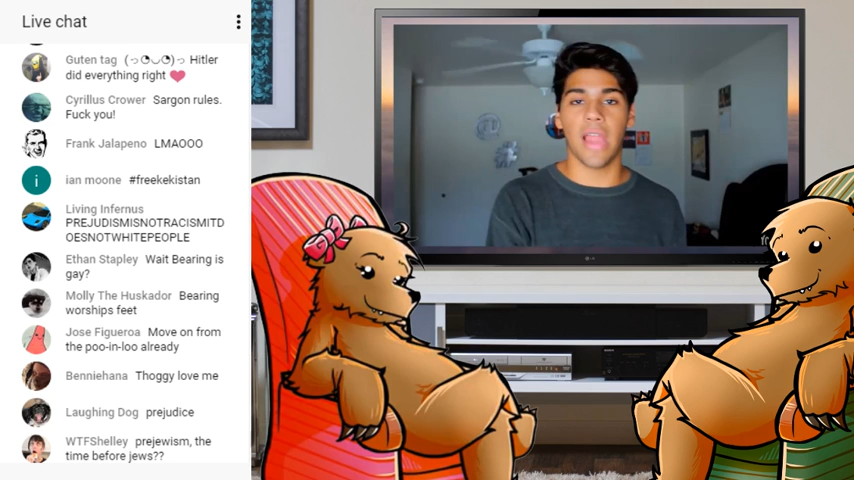 Live chat
Guten tag (っ◔◡◔)っ Hitler
did everything right ❤
Cyrillus Crower Sargon rules.
Fuck you!
Frank Jalapeno LMAOOO
i
ian moone #freekekistan
Living Infernus
PREJUDISMISNOTRACISMITD
OESNOTWHITEPEOPLE
Ethan Stapley Wait Bearing is
gay?
Molly The Huskador Bearing
worships feet
Jose Figueroa Move on from
the poo-in-loo already
Benniehana Thoggy love me
Laughing Dog prejudice
WTFShelley prejewism, the
time before jews??
LG